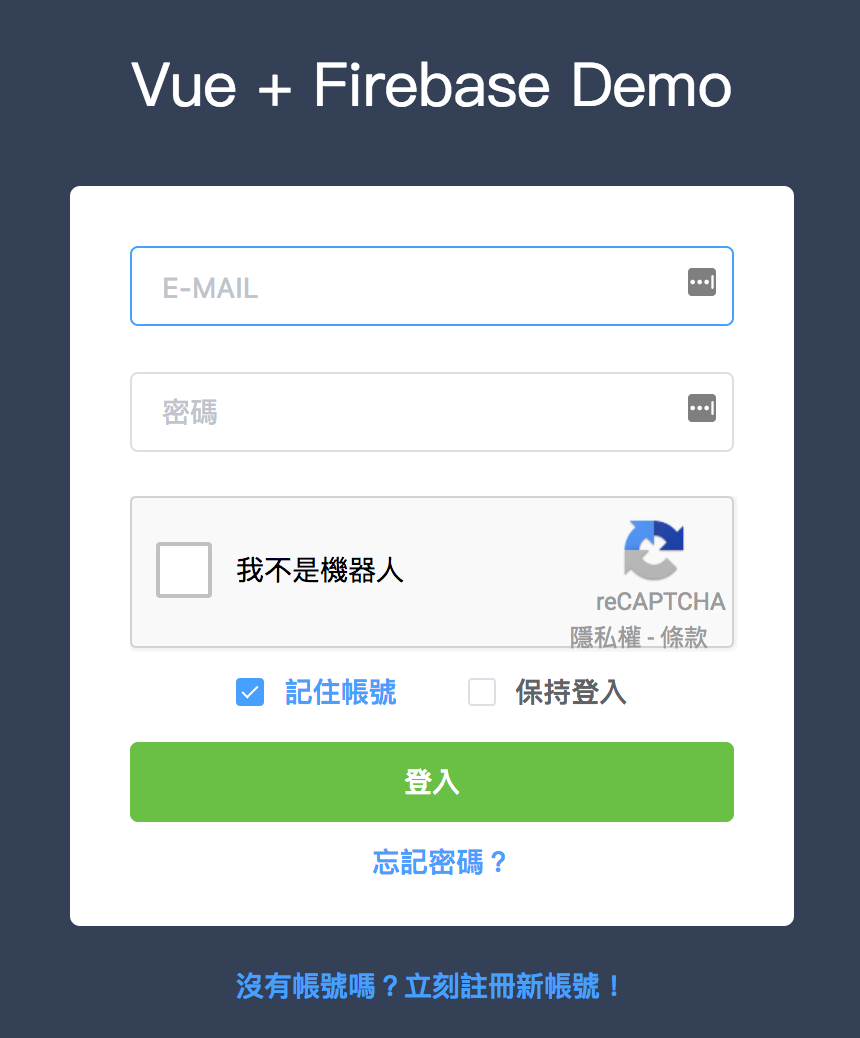 Vue + Firebase Demo
E-MAIL
密碼
我不是機器人
reCAPTCHA
隱私權 - 條款
記住帳號 保持登入
登入
忘記密碼？
沒有帳號嗎？立刻註冊新帳號！